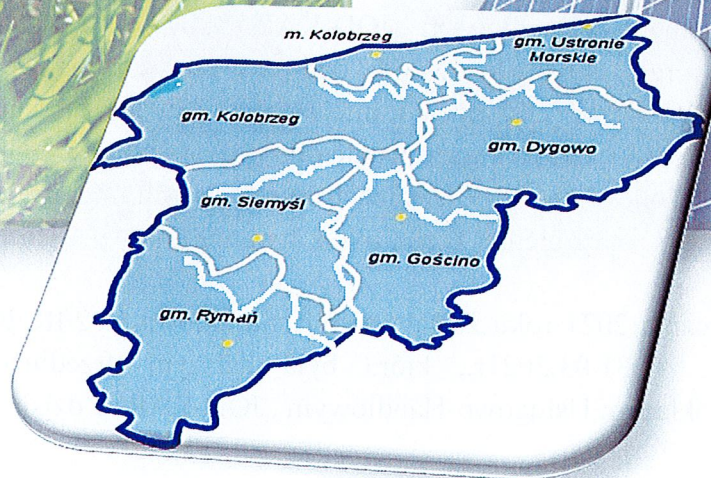 m. Kołobrzeg
gm. Ustronie
Morskie
gm. Kołobrzeg
gm. Dygowo
gm. Siemyśl
gm. Gościno
gm. Rymań